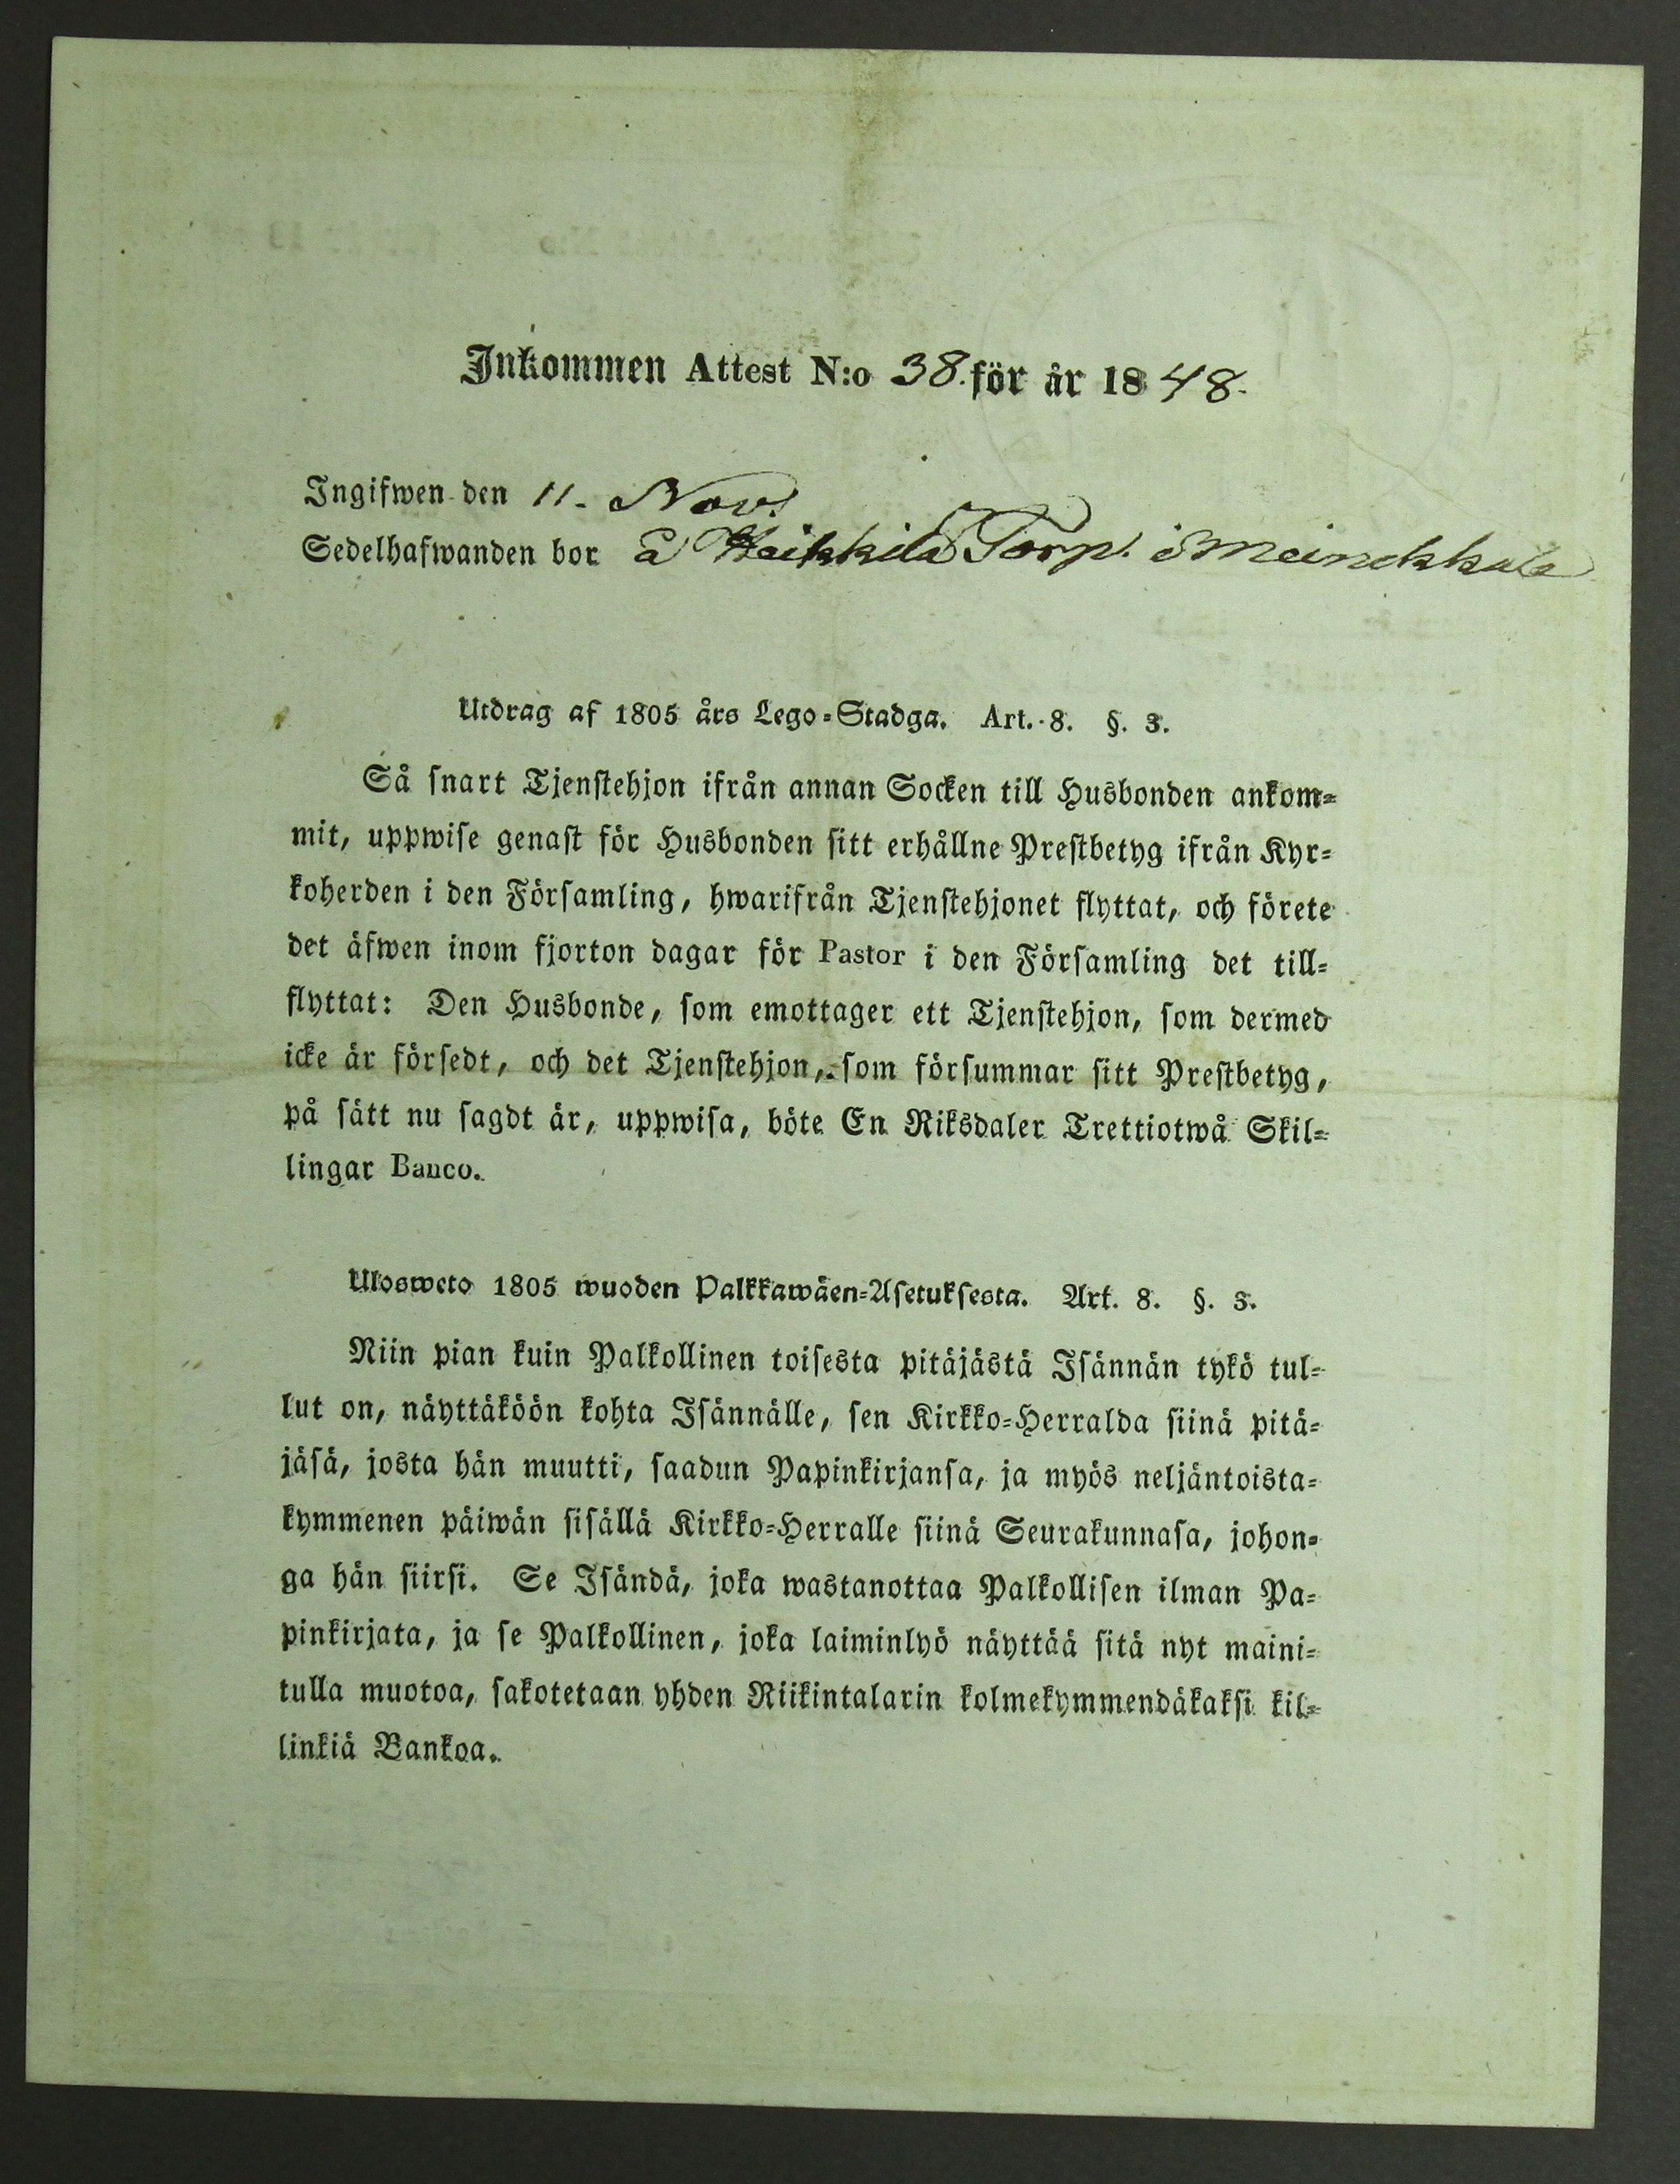 Inkommen Attest N:o 38. för år 1848.
Ingifwen den 11. Nov.
Sedelhafwanden bor å Heikkilä Torp. i
Utdrag af 1805 års Lego-Stadga. Art. 8. §. 3.
Så snart Tjenstehjon ifrån annan Socken till Husbonden ankom-
mit, uppwise genast för Husbonden sitt erhållne Prestbetyg ifrån Kyr-
koherden i den Församling, hwarifrån Tjenstehjonet flyttat, och förete
det äfwen inom fjorton dagar för Pastor i den Församling det till-
flyttat: Den Husbonde, som emottager ett Tjenstehjon, som dermed
icke är försedt, och det Tjenstehjon, som försummar sitt Prestbetyg,
på sätt nu sagdt är, uppwisa, böte En Riksdaler Trettiotwå Skil-
lingar Banco.
Ulosweto 1805 wuoden Palkkawäen-Asetuksesta. Art. 8. §. 3.
Niin pian kuin Palkollinen toisesta pitäjästä Isännän tykö tul-
lut on, näyttäköön kohta Isännälle, sen Kirkko-Herralda siinä pitä-
jäsä, josta hän muutti, saadun Papinkirjansa, ja myös neljäntoista-
kymmenen päiwän sisällä Kirkko-Herralle siinä Seurakunnasa, johon-
ga hän siirsi. Se Isändä, joka wastanottaa Palkollisen ilman Pa-
pinkirjata, ja se Palkollinen, joka laiminlyö näyttää sitä nyt maini-
tulla muotoa, sakotetaan yhden Riikintalarin kolmekymmendäkaksi kil-
linkiä Bankoa.